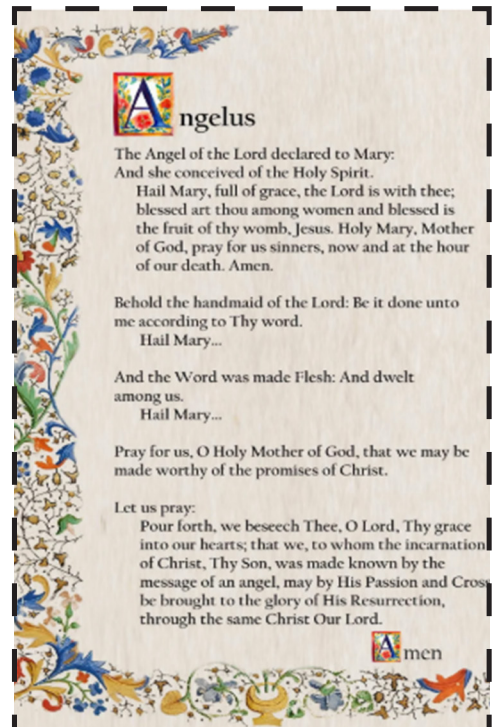 Angelus
The Angel of the Lord declared to Mary:
And she conceived of the Holy Spirit.
Hail Mary, full of grace, the Lord is with thee;
blessed art thou among women and blessed is
the fruit of thy womb, Jesus. Holy Mary, Mother
of God, pray for us sinners, now and at the hour
of our death. Amen.
Behold the handmaid of the Lord: Be it done unto
me according to Thy word.
Hail Mary...
And the Word was made Flesh: And dwelt
among us.
Hail Mary...
Pray for us, O Holy Mother of God, that we may be
made worthy of the promises of Christ.
Let us pray:
Pour forth, we beseech Thee, O Lord, Thy grace
into our hearts; that we, to whom the incarnation
of Christ, Thy Son, was made known by the
message of an angel, may by His Passion and Cross
be brought to the glory of His Resurrection,
through the same Christ Our Lord.
Amen